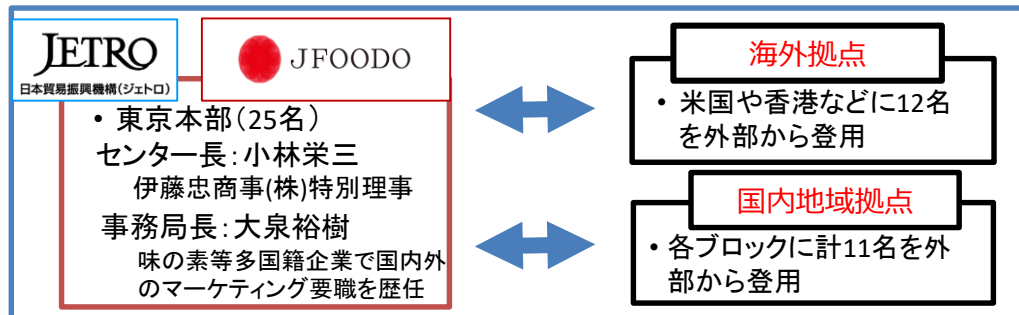 JETRO
日本貿易振興機構(ジェトロ)
JFOODO
• 東京本部(25名)
センター長:小林栄三
伊藤忠商事(株)特別理事
事務局長:大泉裕樹
味の素等多国籍企業で国内外
のマーケティング要職を歴任
海外拠点
• 米国や香港などに12名
を外部から登用
国内地域拠点
• 各ブロックに計11名を外
部から登用